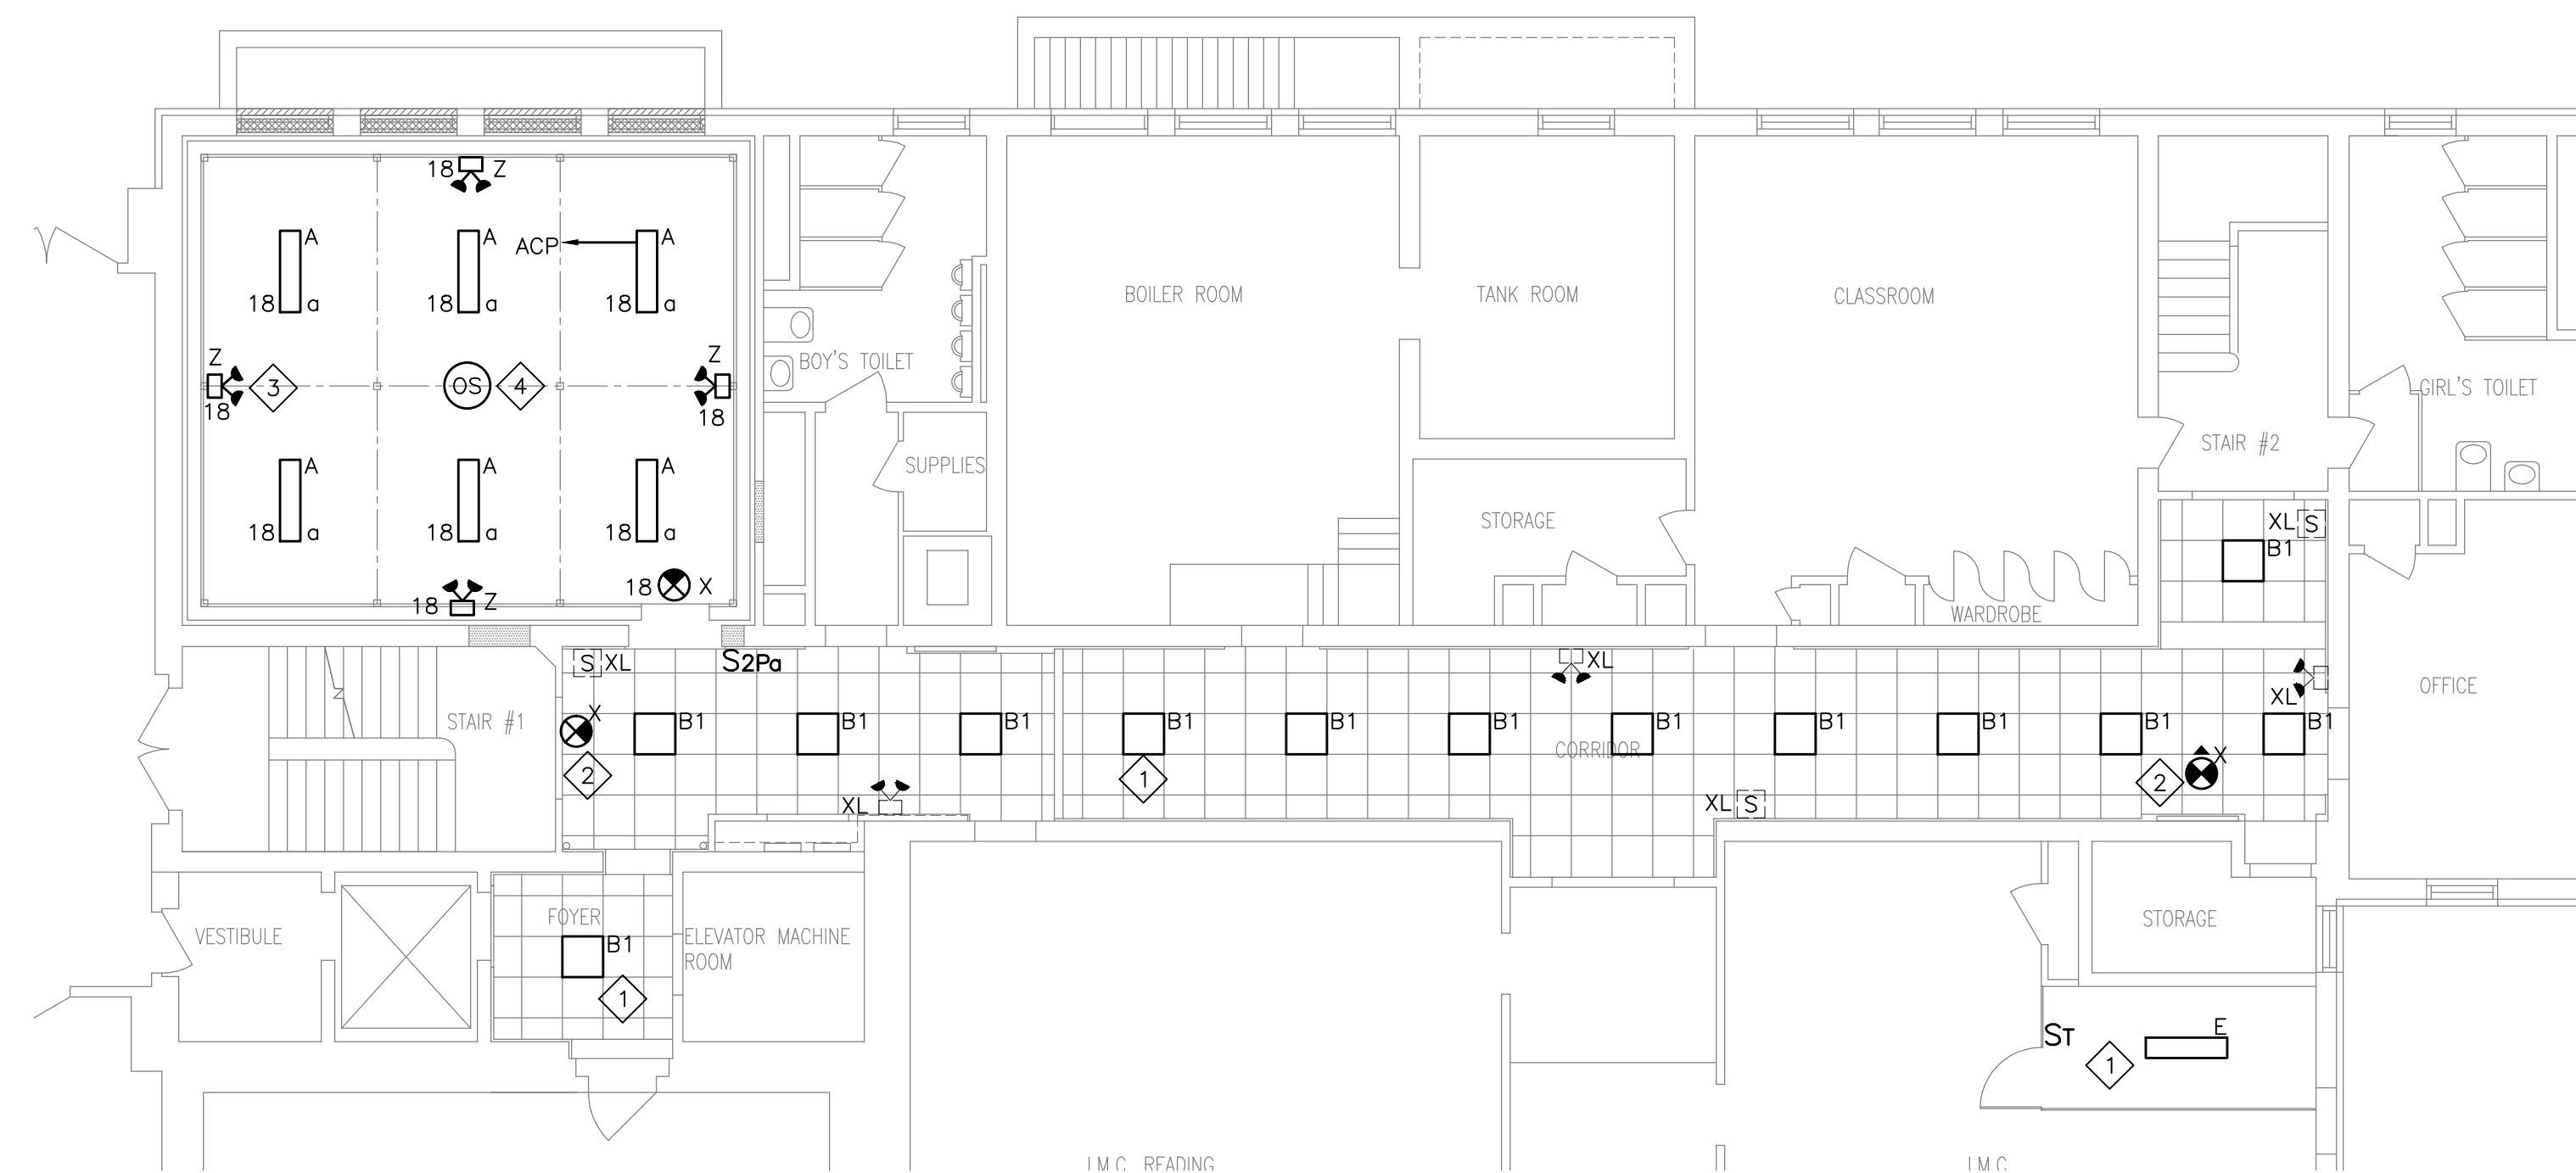 18 Z
A A ACP A
18 a 18 a 18 a
BOILER ROOM
TANK ROOM
CLASSROOM
Z
3
18
OS 4
Z
18
BOY'S TOILET
GIRL'S TOILET
STAIR #2
A A A
18 a 18 a 18 a
SUPPLIES
STORAGE
XL S
B1
18 Z
18 X
WARDROBE
S XL
S2Pa
XL
XL
OFFICE
STAIR #1
X
B1 B1 B1 B1 B1 B1 B1 B1 B1 B1 B1
CORRIDOR
2
1
2
X
XL
XL S
FOYER
VESTIBULE
B1
ELEVATOR MACHINE
ROOM
STORAGE
1
ST
E
1
L.M.C. READING
L.M.C.